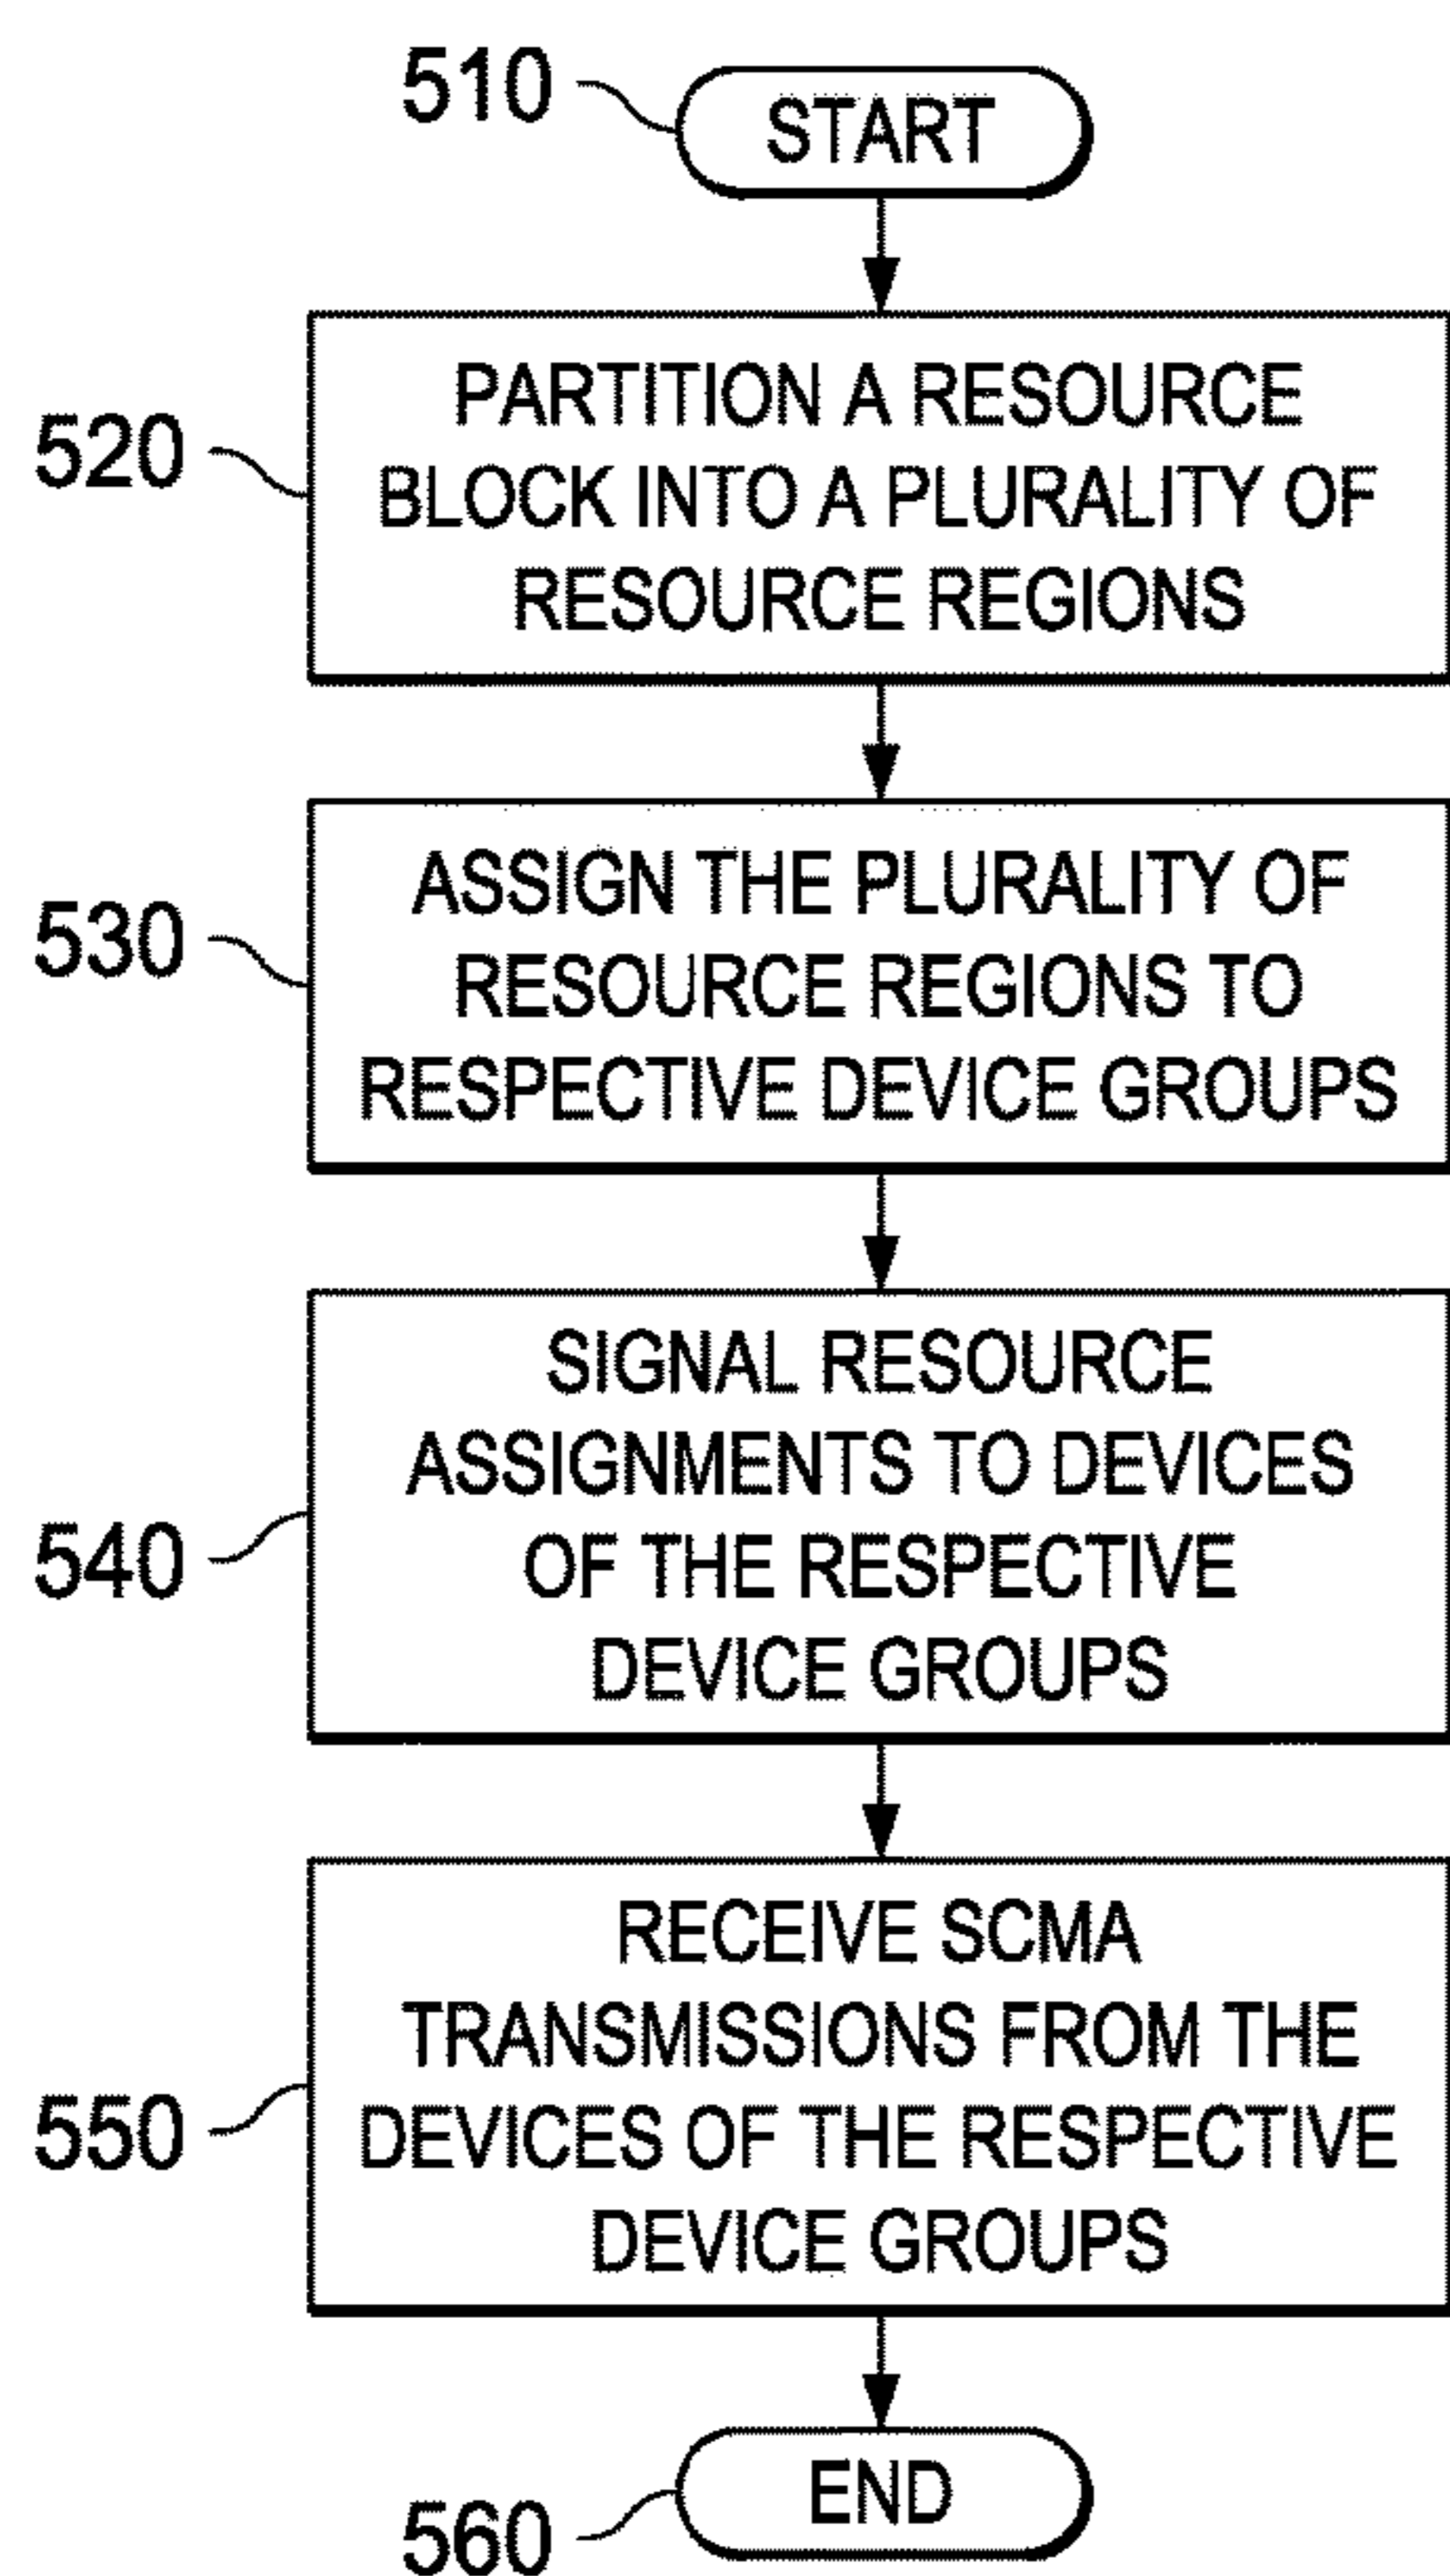 510
START
520
PARTITION A RESOURCE
BLOCK INTO A PLURALITY OF
RESOURCE REGIONS
530
ASSIGN THE PLURALITY OF
RESOURCE REGIONS TO
RESPECTIVE DEVICE GROUPS
540
SIGNAL RESOURCE
ASSIGNMENTS TO DEVICES
OF THE RESPECTIVE
DEVICE GROUPS
550
RECEIVE SCMA
TRANSMISSIONS FROM THE
DEVICES OF THE RESPECTIVE
DEVICE GROUPS
560
END